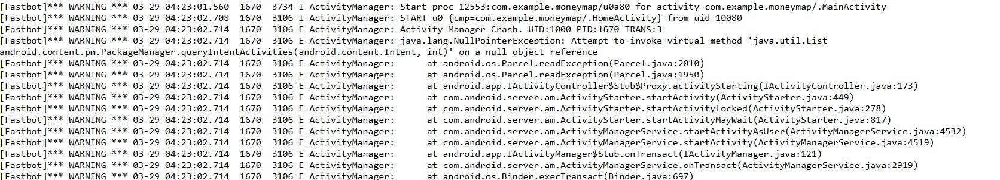 [Fastbot]*** WARNING *** 03-29 04:23:01.560  1670  3734 I ActivityManager: Start proc 12553:com.example.moneymap/u0a80 for activity com.example.moneymap/.MainActivity
[Fastbot]*** WARNING *** 03-29 04:23:02.708  1670  3106 I ActivityManager: START u0 {cmp=com.example.moneymap/.HomeActivity} from uid 10080
[Fastbot]*** WARNING *** 03-29 04:23:02.714  1670  3106 E ActivityManager: Activity Manager Crash. UID:1000 PID:1670 TRANS:3
[Fastbot]*** WARNING *** 03-29 04:23:02.714  1670  3106 E ActivityManager: java.lang.NullPointerException: Attempt to invoke virtual method 'java.util.List
android.content.pm.PackageManager.queryIntentActivities(android.content.Intent, int)' on a null object reference
[Fastbot]*** WARNING *** 03-29 04:23:02.714  1670  3106 E ActivityManager:      at android.os.Parcel.readException(Parcel.java:2010)
[Fastbot]*** WARNING *** 03-29 04:23:02.714  1670  3106 E ActivityManager:      at android.os.Parcel.readException(Parcel.java:1950)
[Fastbot]*** WARNING *** 03-29 04:23:02.714  1670  3106 E ActivityManager:      at android.app.IActivityController$Stub$Proxy.activityStarting(IActivityController.java:173)
[Fastbot]*** WARNING *** 03-29 04:23:02.714  1670  3106 E ActivityManager:      at com.android.server.am.ActivityStarter.startActivity(ActivityStarter.java:449)
[Fastbot]*** WARNING *** 03-29 04:23:02.714  1670  3106 E ActivityManager:      at com.android.server.am.ActivityStarter.startActivityLocked(ActivityStarter.java:278)
[Fastbot]*** WARNING *** 03-29 04:23:02.714  1670  3106 E ActivityManager:      at com.android.server.am.ActivityStarter.startActivityMayWait(ActivityStarter.java:817)
[Fastbot]*** WARNING *** 03-29 04:23:02.714  1670  3106 E ActivityManager:      at com.android.server.am.ActivityManagerService.startActivityAsUser(ActivityManagerService.java:4532)
[Fastbot]*** WARNING *** 03-29 04:23:02.714  1670  3106 E ActivityManager:      at com.android.server.am.ActivityManagerService.startActivity(ActivityManagerService.java:4519)
[Fastbot]*** WARNING *** 03-29 04:23:02.714  1670  3106 E ActivityManager:      at android.app.IActivityManager$Stub.onTransact(IActivityManager.java:121)
[Fastbot]*** WARNING *** 03-29 04:23:02.714  1670  3106 E ActivityManager:      at com.android.server.am.ActivityManagerService.onTransact(ActivityManagerService.java:2919)
[Fastbot]*** WARNING *** 03-29 04:23:02.714  1670  3106 E ActivityManager:      at android.os.Binder.execTransact(Binder.java:697)